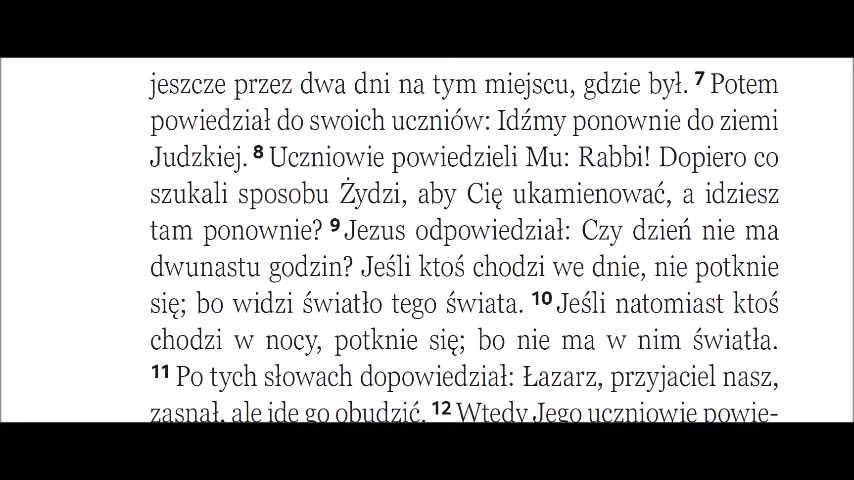 jeszcze przez dwa dni na tym miejscu, gdzie był. 7 Potem
powiedział do swoich uczniów: Idźmy ponownie do ziemi
Judzkiej. 8 Uczniowie powiedzieli Mu: Rabbi! Dopiero co
szukali sposobu Żydzi, aby Cię ukamienować, a idziesz
tam ponownie? 9 Jezus odpowiedział: Czy dzień nie ma
dwunastu godzin? Jeśli ktoś chodzi we dnie, nie potknie
się; bo widzi światło tego świata. 10 Jeśli natomiast ktoś
chodzi w nocy, potknie się; bo nie ma w nim światła.
11 Po tych słowach dopowiedział: Łazarz, przyjaciel nasz,
zasnął, ale idę go obudzić. 12 Wtedy Jego uczniowie powie-